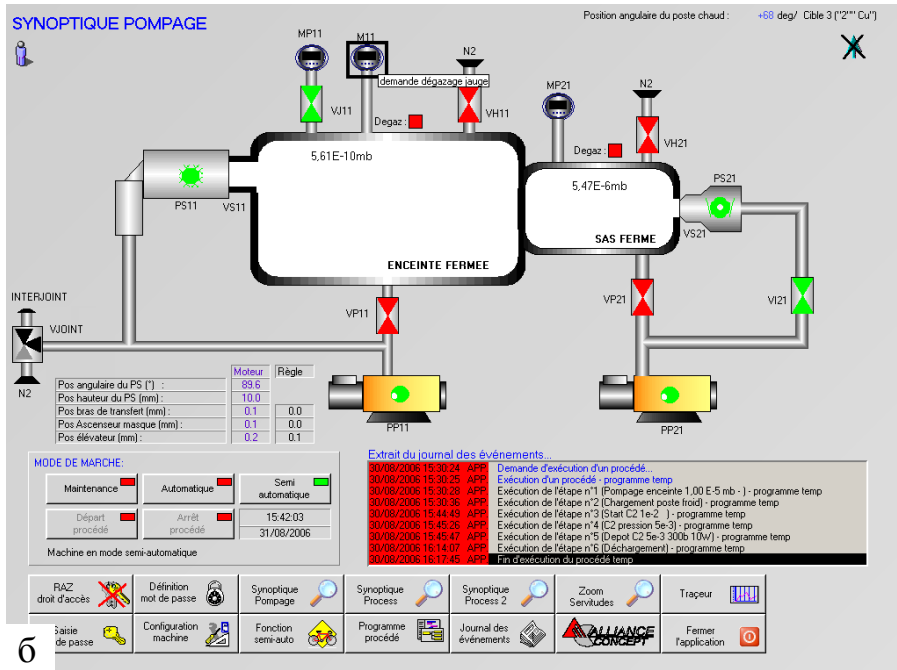 SYNOPTIQUE POMPAGE
Position angulaire du poste chaud : +68 deg/ Cible 3 ("2"" Cu")
MP11
M11
N2
demande dégazage jauge
MP21
N2
VJ11
Degaz :
VH11
Degaz :
VH21
5,61E-10mb
5,47E-6mb
PS21
PS11
VS11
VS21
SAS FERME
ENCEINTE FERMEE
INTERJOINT
VP11
VP21
VI21
VJOINT
N2
Moteur Règle
Pos angulaire du PS (°) : 89.6
Pos hauteur du PS (mm) : 10.0
Pos bras de transfert (mm) : 0.1 0.0
Pos Ascenseur masque (mm) : 0.1 0.0
Pos élévateur (mm) : 0.2 0.1
PP11
PP21
MODE DE MARCHE:
Maintenance
Automatique
Semi
automatique
Départ
procédé
Arrêt
procédé
15:42:03
31/08/2006
Machine en mode semi-automatique
Extrait du journal des événements...
30/08/2006 15:30:24 APP. Demande d'exécution d'un procédé...
30/08/2006 15:30:25 APP. Exécution d'un procédé - programme temp
30/08/2006 15:30:28 APP. Exécution de l'étape n°1 (Pompage enceinte 1,00 E-5 mb - ) - programme temp
30/08/2006 15:30:36 APP. Exécution de l'étape n°2 (Chargement poste froid) - programme temp
30/08/2006 15:44:43 APP. Exécution de l'étape n°3 (Start C2 1e-2 ) - programme temp
30/08/2006 15:45:26 APP. Exécution de l'étape n°4 (C2 pression 5e-3) - programme temp
30/08/2006 15:45:47 APP. Exécution de l'étape n°5 (Depot C2 5e-3 300b 10W) - programme temp
30/08/2006 16:14:07 APP. Exécution de l'étape n°6 (Déchargement) - programme temp
30/08/2006 16:17:45 APP. Fin d'exécution du procédé temp
RAZ
droit d'accès
Définition
mot de passe
Synoptique
Pompage
Synoptique
Process
Synoptique
Process 2
Zoom
Servitudes
Traçeur
Saisie
de passe
Configuration
machine
Fonction
semi-auto
Programme
procédé
Journal des
événements
ALLIANCE
CONCEPT
Fermer
l'application
б